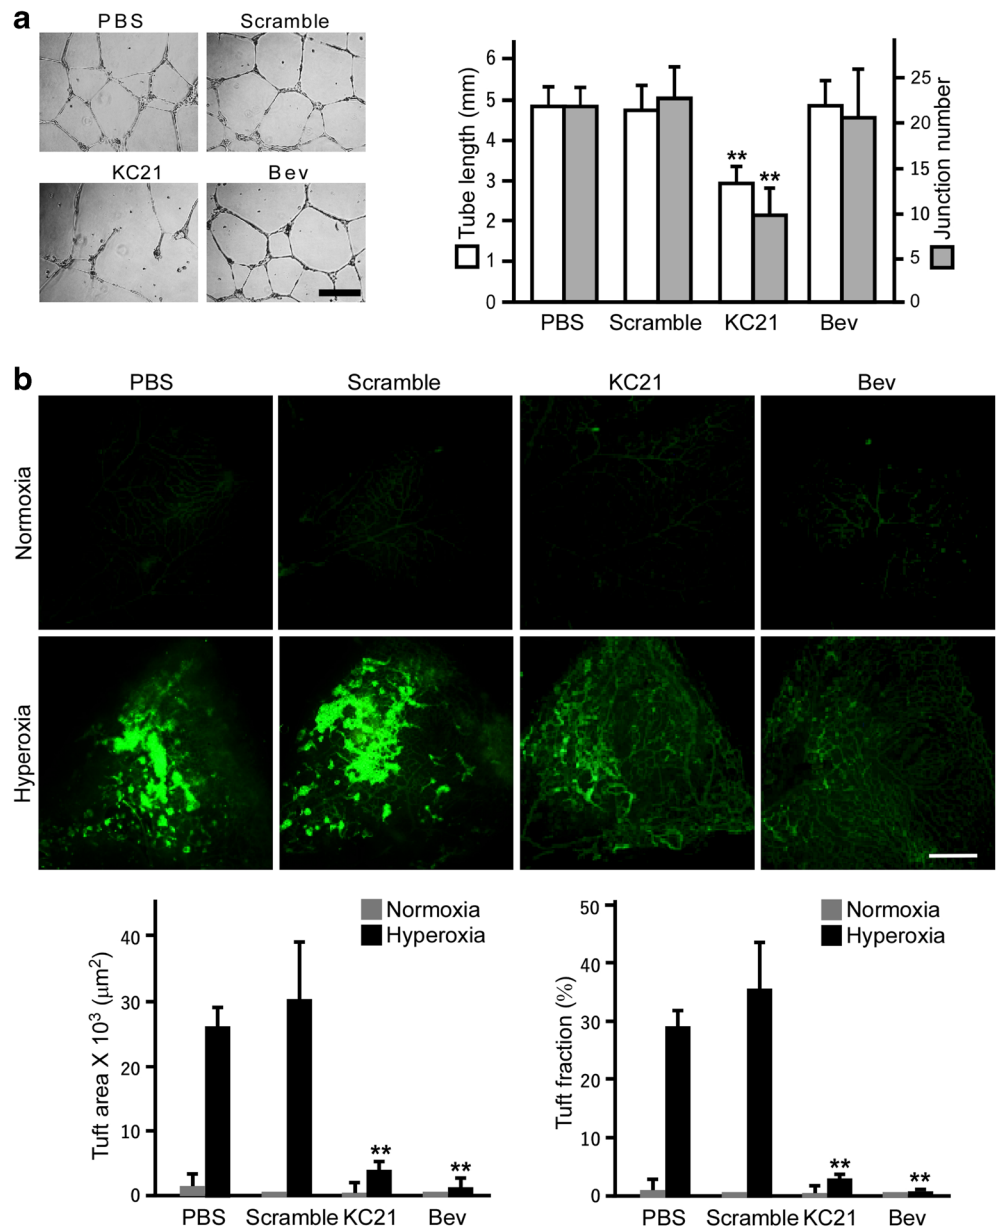 a
PBS Scramble
KC21 Bev
Tube length (mm)
6
5
4
3
2
1
0
** **
25
20
15
10
5
0
Junction number
PBS Scramble KC21 Bev
b
PBS Scramble KC21 Bev
Normoxia
Hyperoxia
Tuft area X 10³ (μm²)
40
30
20
10
0
Normoxia
Hyperoxia
** **
PBS Scramble KC21 Bev
Tuft fraction (%)
50
40
30
20
10
0
Normoxia
Hyperoxia
** **
PBS Scramble KC21 Bev